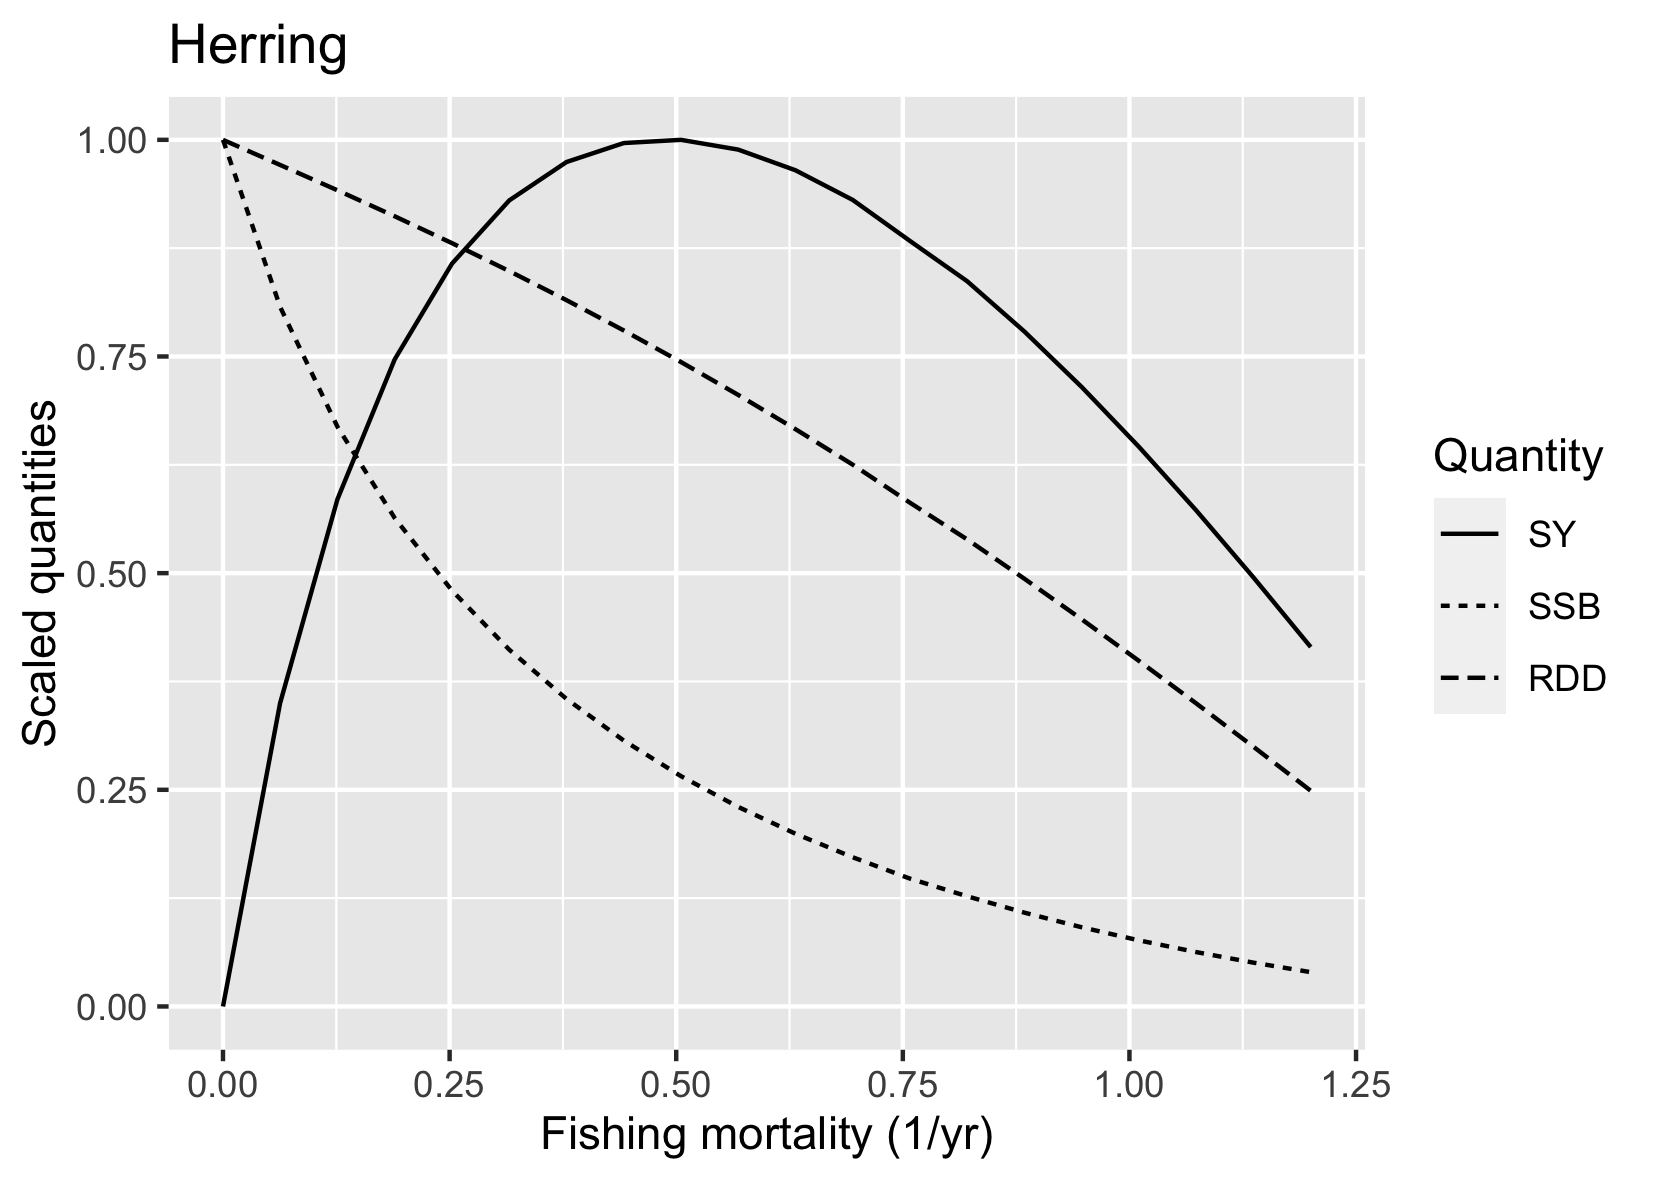 Herring
1.00
0.75
0.50
0.25
0.00
Scaled quantities
0.00 0.25 0.50 0.75 1.00 1.25
Fishing mortality (1/yr)
Quantity
SY
SSB
RDD